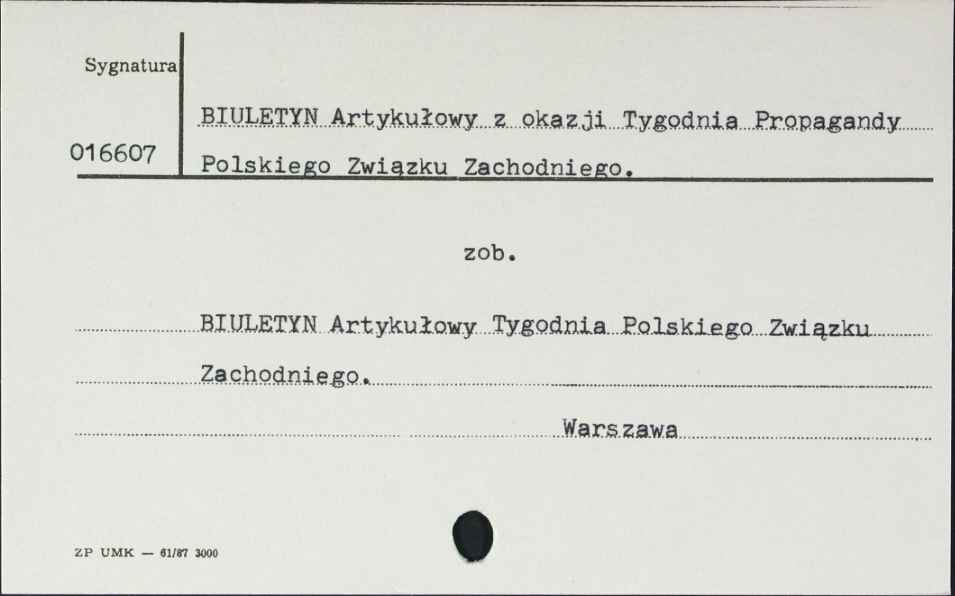 Sygnatura
BIULETYN Artykułowy z okazji Tygodnia Propagandy
016607
Polskiego Związku Zachodniego.
zob.
BIULETYN Artykułowy Tygodnia Polskiego Związku
Zachodniego.
Warszawa
ZP UMK — 61/87 3000